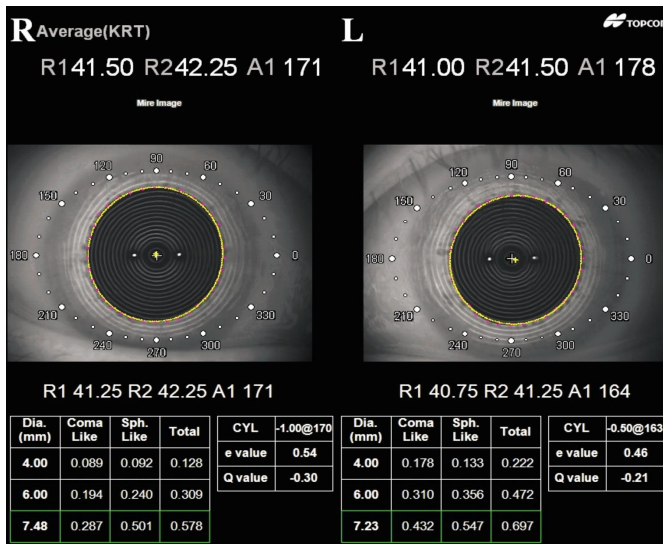 R Average(KRT)
R1 41.50 R2 42.25 A1 171
Mire Image
90
120 60
150 30
180 0
210 330
240 300
270
R1 41.25 R2 42.25 A1 171
Dia. (mm) Coma Like Sph. Like Total
4.00 0.089 0.092 0.128
6.00 0.194 0.240 0.309
7.48 0.287 0.501 0.578
CYL -1.00@170
e value 0.54
Q value -0.30
L
TOPCON
R1 41.00 R2 41.50 A1 178
Mire Image
90
120 60
150 30
180 0
210 330
240 300
270
R1 40.75 R2 41.25 A1 164
Dia. (mm) Coma Like Sph. Like Total
4.00 0.178 0.133 0.222
6.00 0.310 0.356 0.472
7.23 0.432 0.547 0.697
CYL -0.50@163
e value 0.46
Q value -0.21